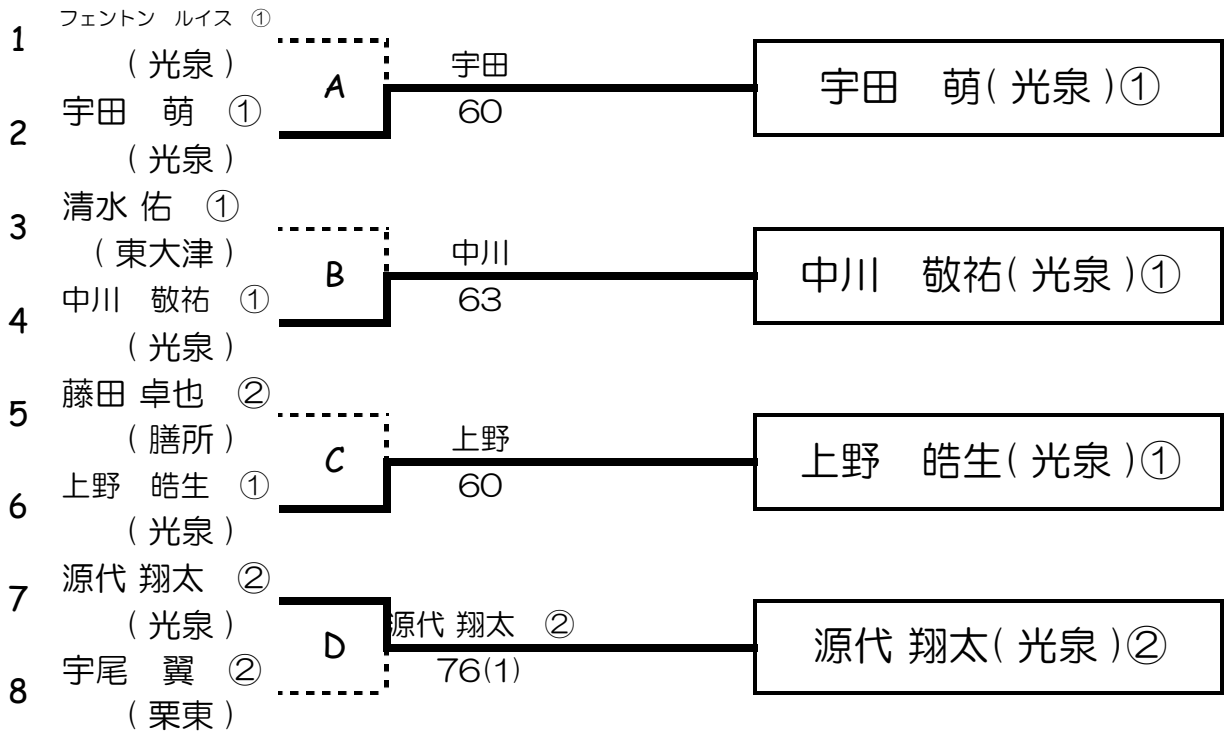 1 フェントン ルイス ①
( 光泉 )
2 宇田 萌 ①
( 光泉 )
A
宇田
60
宇田 萌( 光泉 )①
3 清水 佑 ①
( 東大津 )
4 中川 敬祐 ①
( 光泉 )
B
中川
63
中川 敬祐( 光泉 )①
5 藤田 卓也 ②
( 膳所 )
6 上野 皓生 ①
( 光泉 )
C
上野
60
上野 皓生( 光泉 )①
7 源代 翔太 ②
( 光泉 )
8 宇尾 翼 ②
( 栗東 )
D
源代 翔太 ②
76(1)
源代 翔太( 光泉 )②